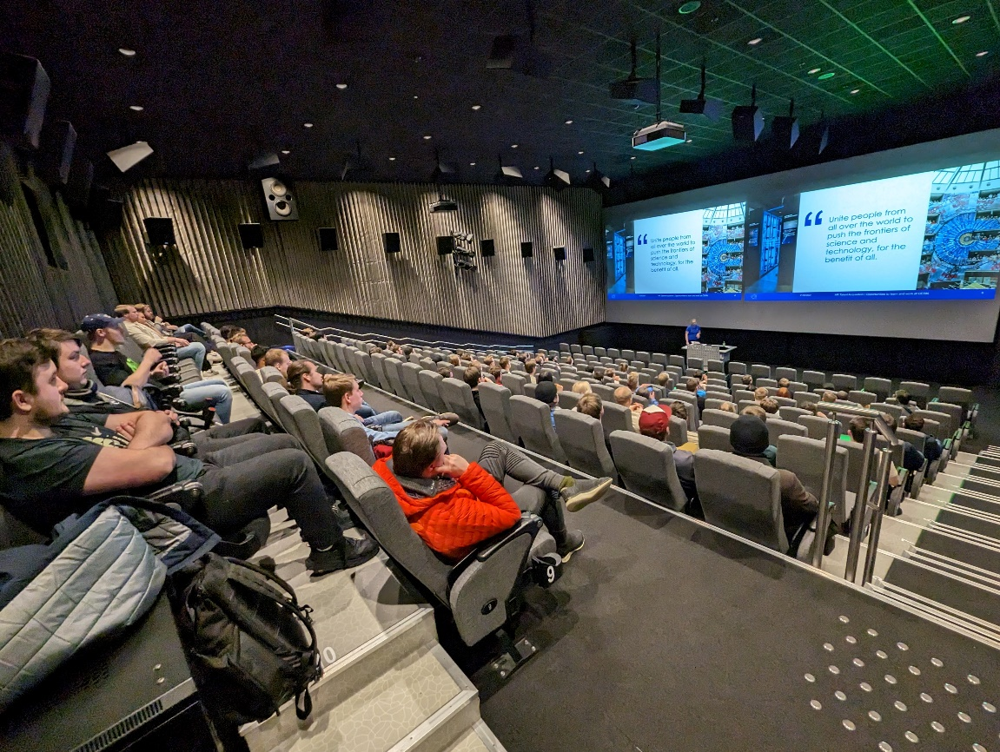 “ Unite people from
all over the world to
push the frontiers of
science and
technology, for the
benefit of all.
“ Unite people from
all over the world to
push the frontiers of
science and
technology, for the
benefit of all.
9
0